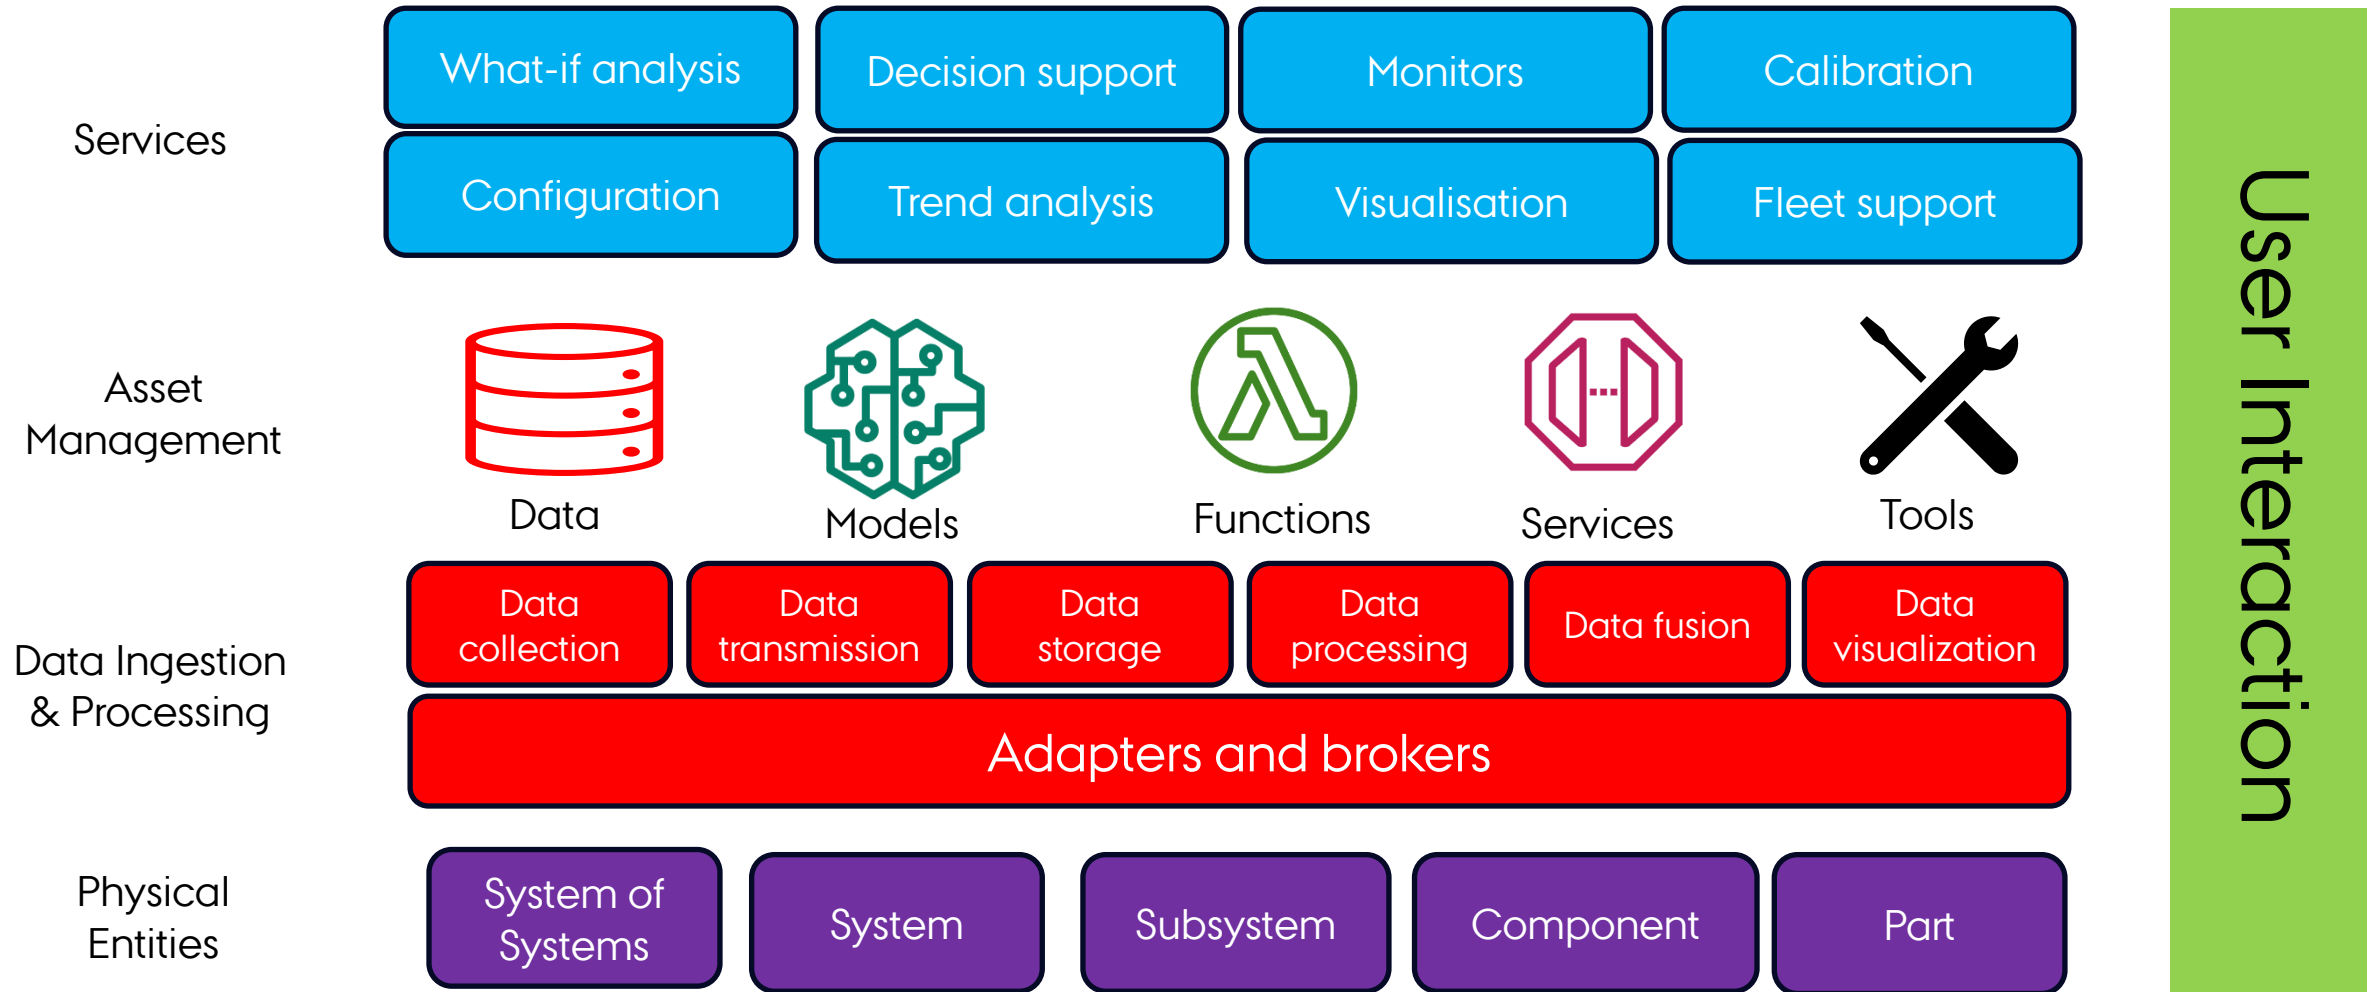 Services
What-if analysis
Decision support
Monitors
Calibration
Configuration
Trend analysis
Visualisation
Fleet support
Asset
Management
Data
Models
Functions
Services
Tools
Data Ingestion
& Processing
Data
collection
Data
transmission
Data
storage
Data
processing
Data fusion
Data
visualization
Adapters and brokers
Physical
Entities
System of
Systems
System
Subsystem
Component
Part
User Interaction